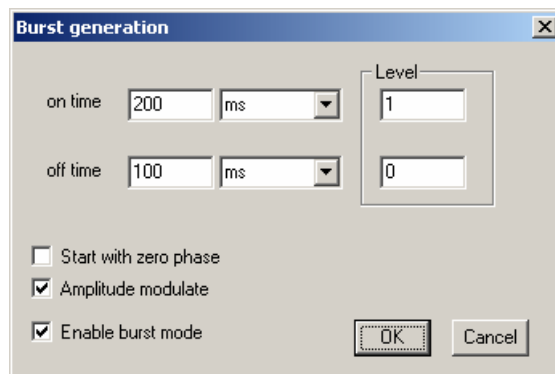 Burst generation
Level
on time 200 ms 1
off time 100 ms 0
Start with zero phase
Amplitude modulate
Enable burst mode
OK Cancel